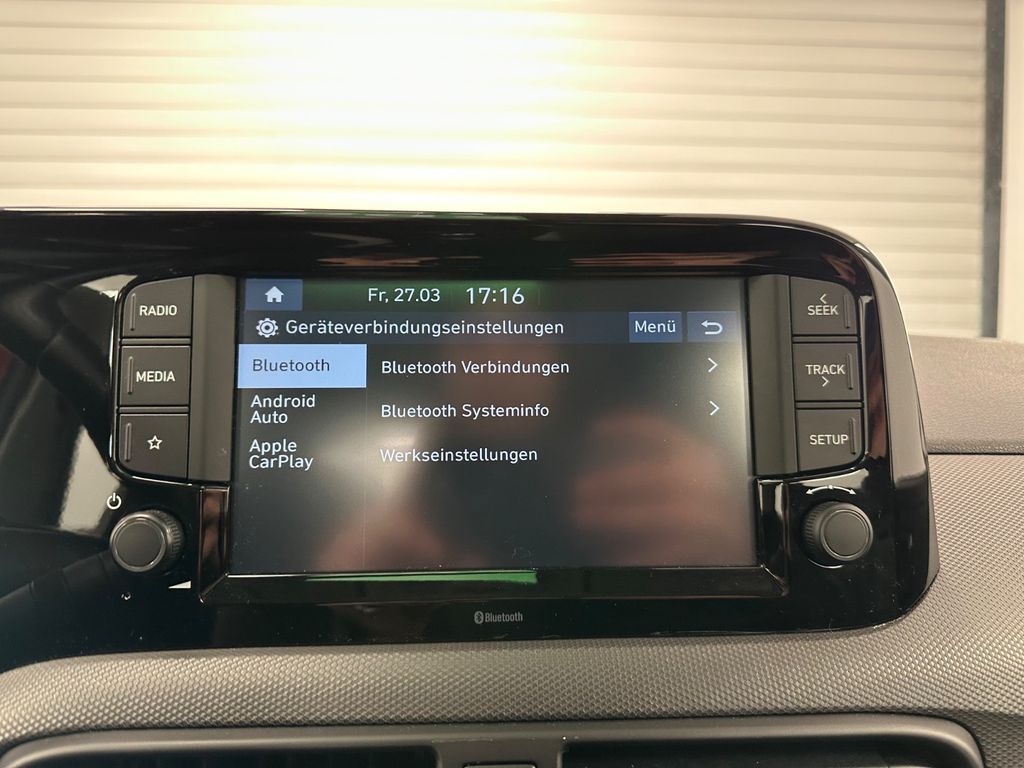 RADIO
MEDIA
Fr, 27.03 17:16
Geräteverbindungseinstellungen Menü
Bluetooth
Android
Auto
Apple
CarPlay
Bluetooth Verbindungen
Bluetooth Systeminfo
Werkseinstellungen
SEEK
TRACK
SETUP
Bluetooth